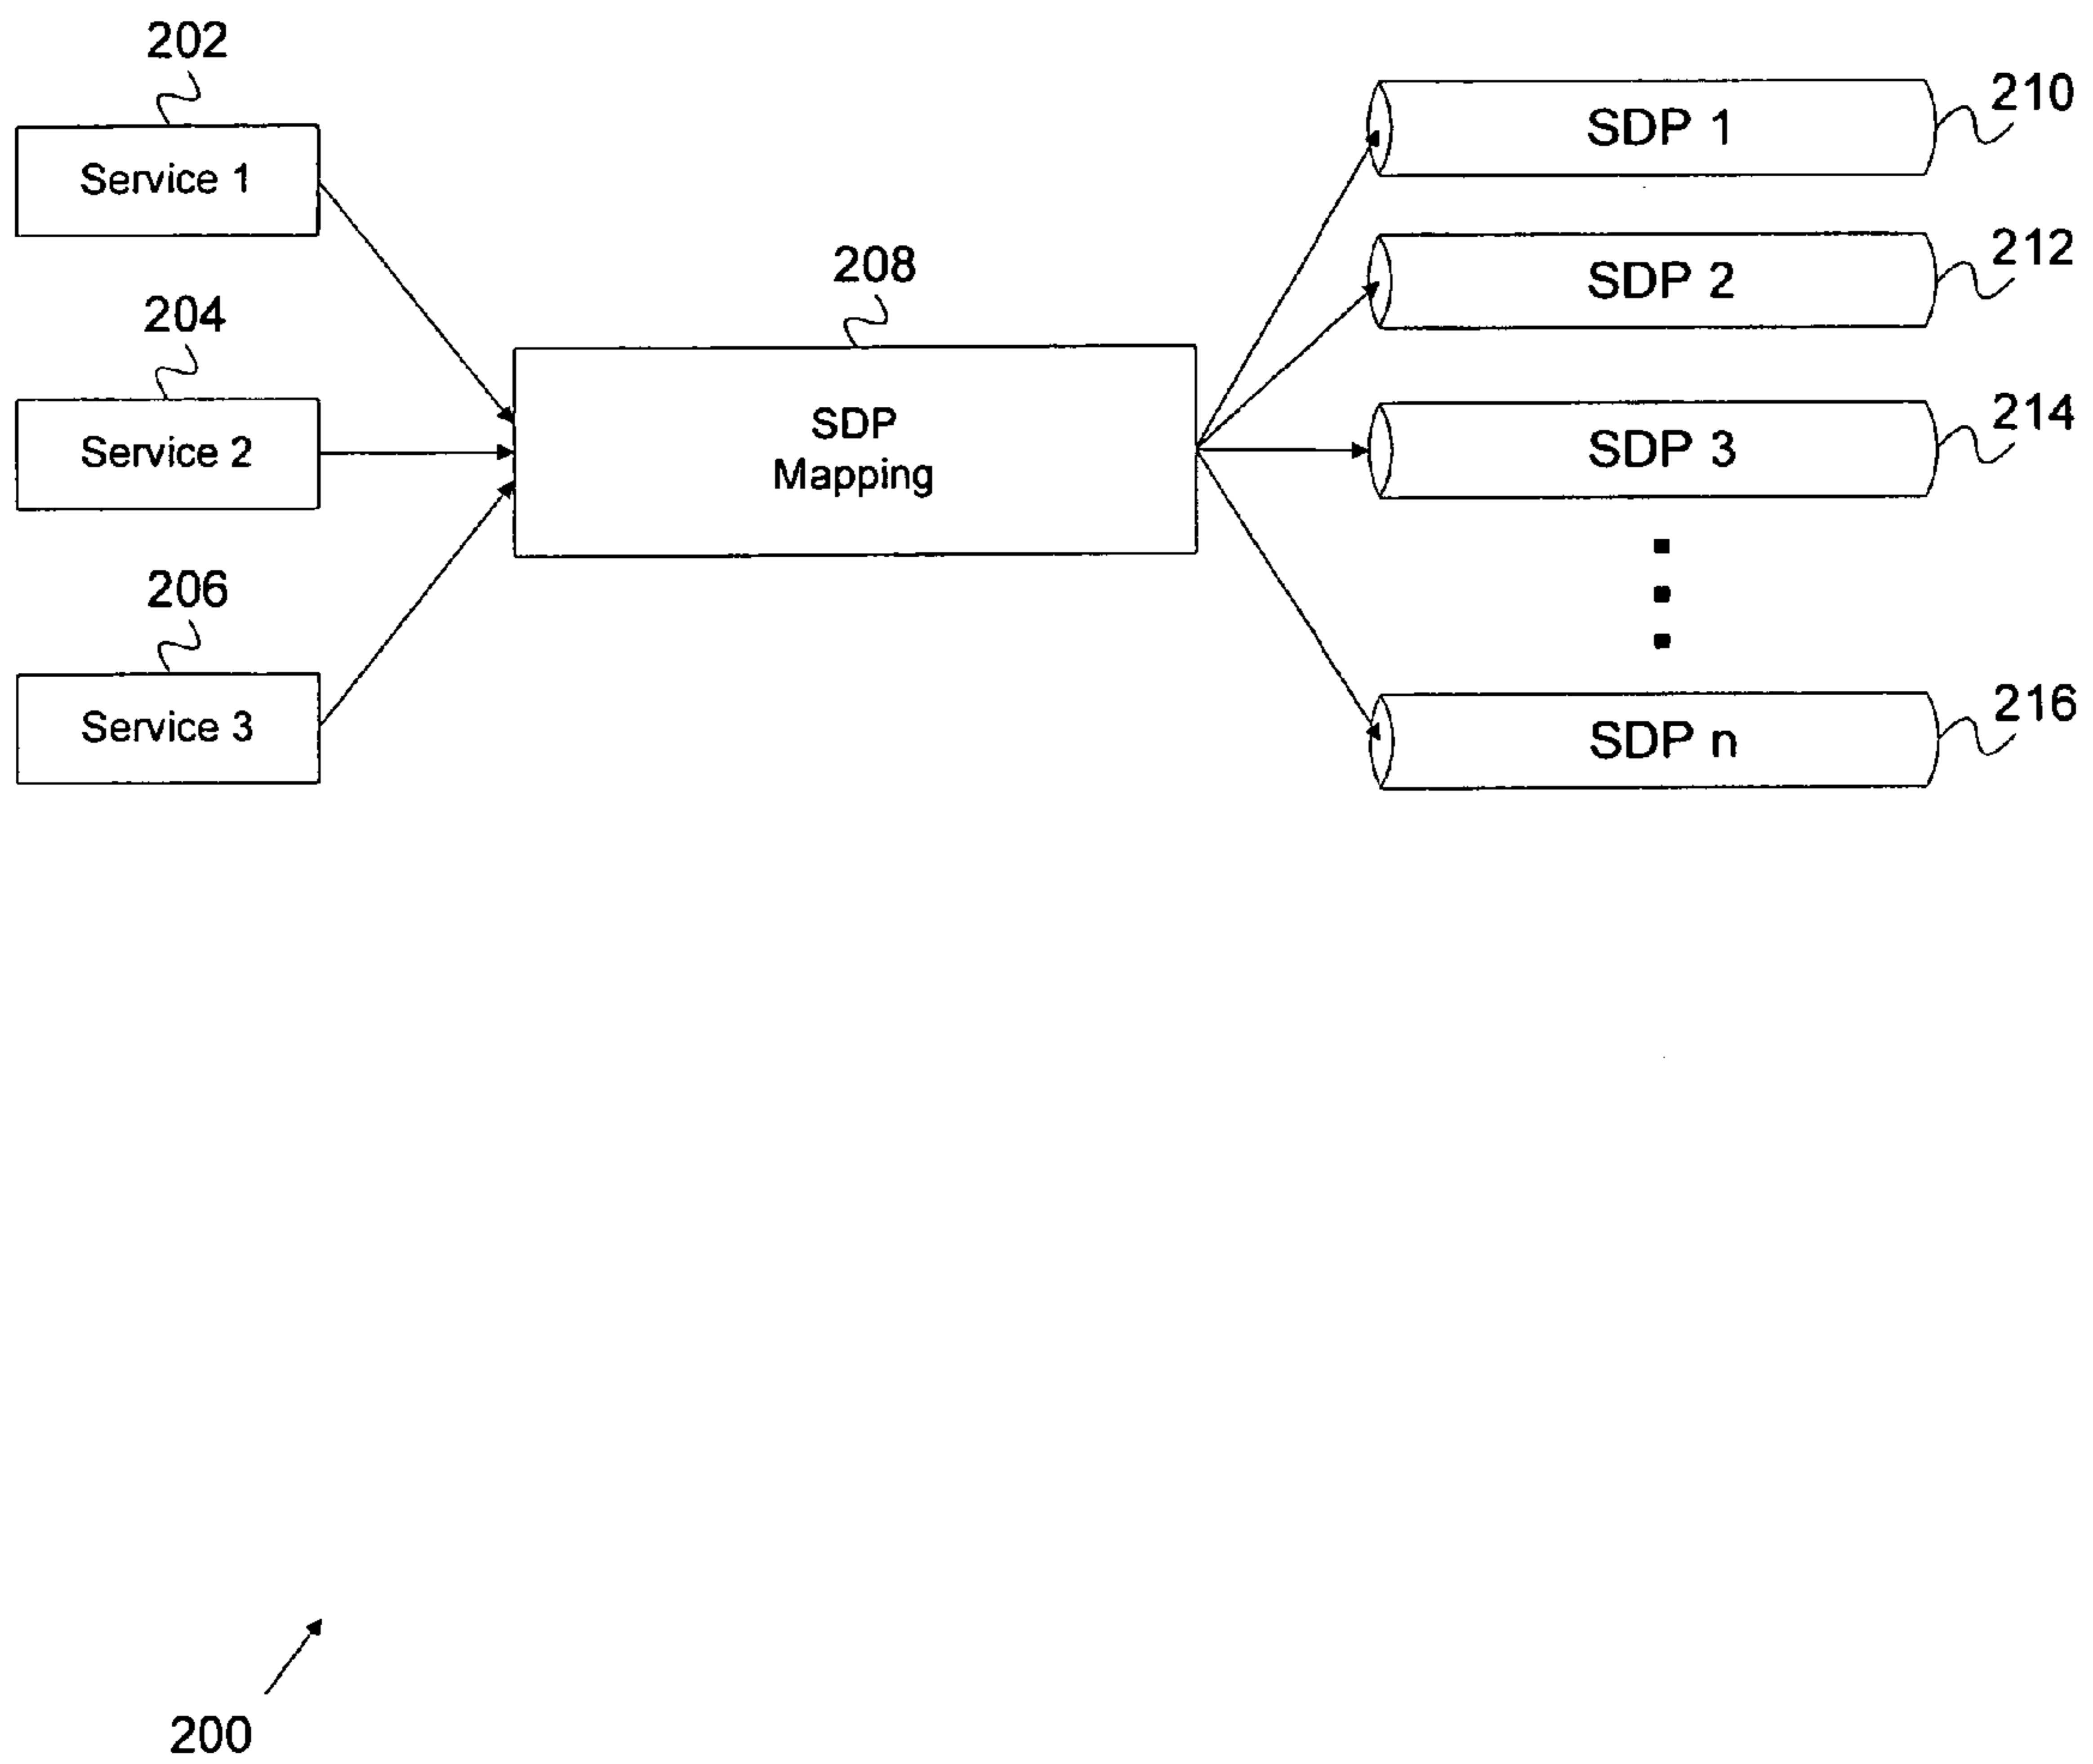 202
Service 1
204
Service 2
206
Service 3
208
SDP
Mapping
SDP 1
210
SDP 2
212
SDP 3
214
SDP n
216
200